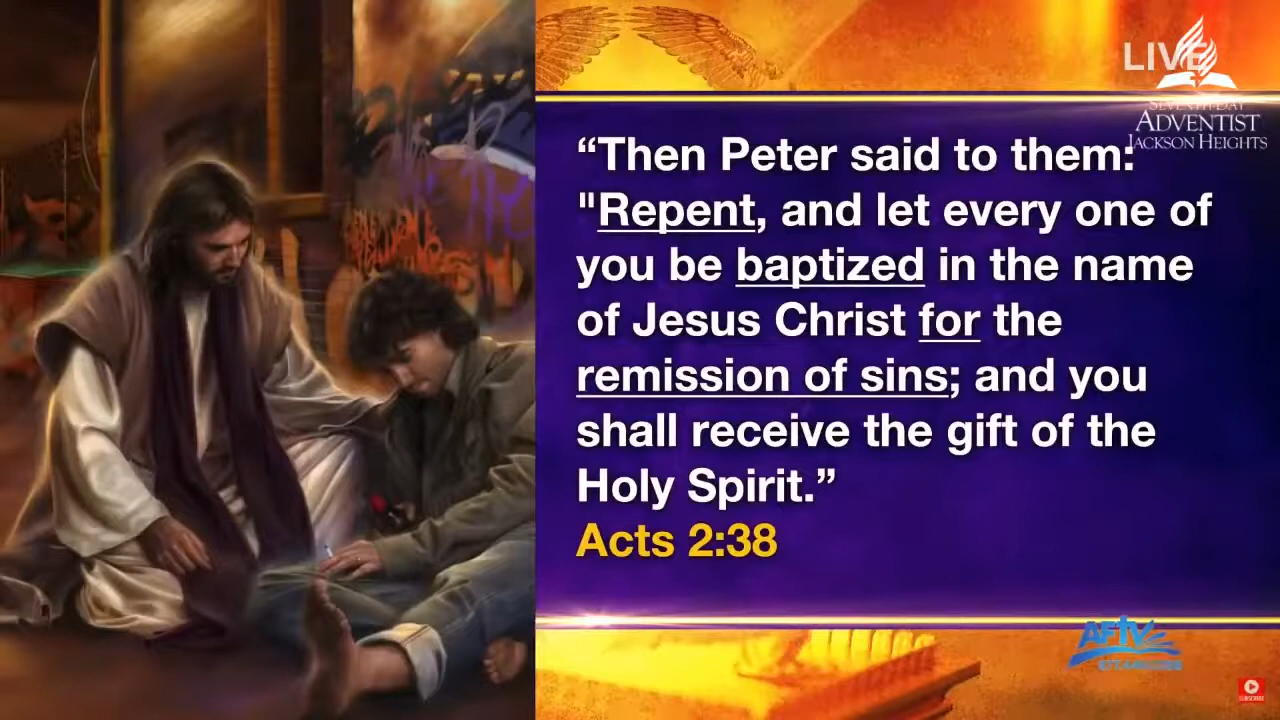 LIVE
SEVENTH-DAY
ADVENTIST
JACKSON HEIGHTS
“Then Peter said to them:
"Repent, and let every one of
you be baptized in the name
of Jesus Christ for the
remission of sins; and you
shall receive the gift of the
Holy Spirit.”
Acts 2:38
AFTV
SUBSCRIBE